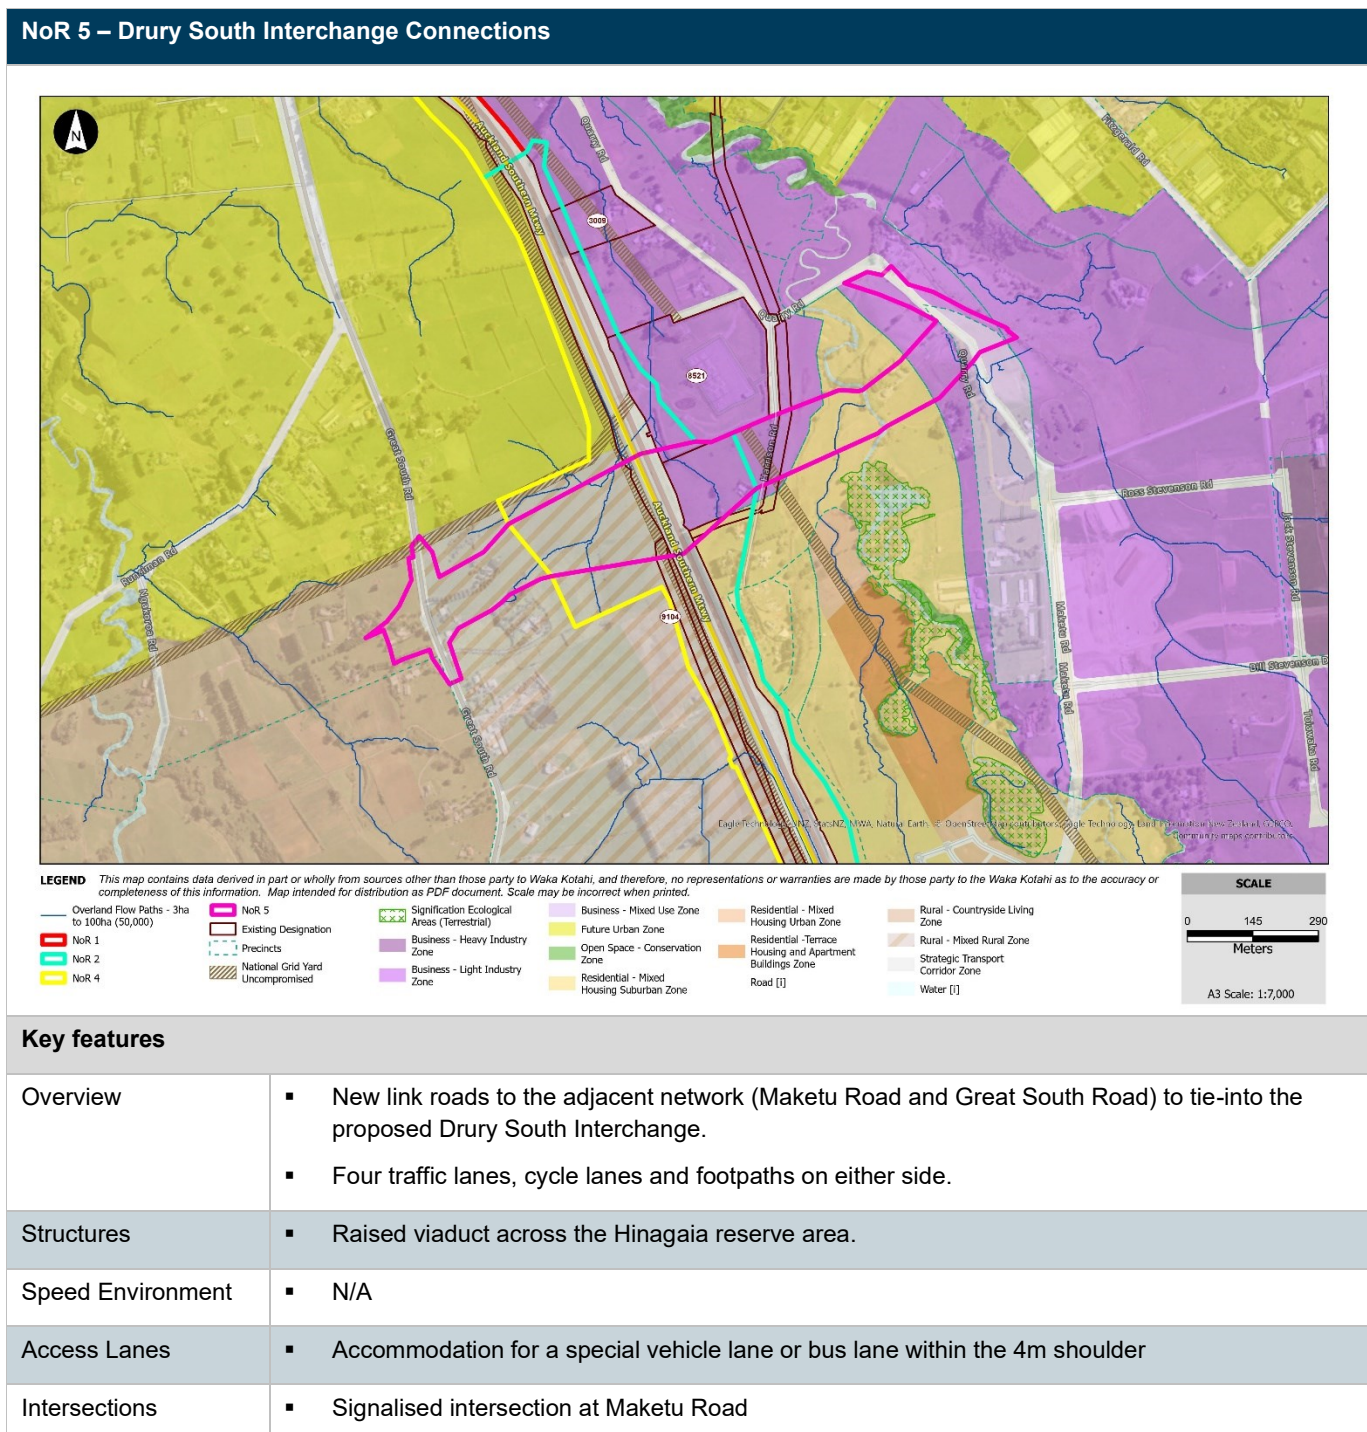 NoR 5 – Drury South Interchange Connections
N
Auckland Southern Mtwy
Quarry Rd
Fitzgerald Rd
3009
Quarry Rd
8521
Great South Rd
Quarry Rd
Harrison Rd
Ross Stevenson Rd
Jack Stevenson Rd
Runciman Rd
Ngakoroa Rd
Auckland Southern Mtwy
9104
Maketu Rd
Maketu Rd
Bill Stevenson D
Great South Rd
Toiawaka Rd
Community maps contributors
LEGEND This map contains data derived in part or wholly from sources other than those party to Waka Kotahi, and therefore, no representations or warranties are made by those party to the Waka Kotahi as to the accuracy or
completeness of this information. Map intended for distribution as PDF document. Scale may be incorrect when printed.
Overland Flow Paths - 3ha
to 100ha (50,000)
NoR 1
NoR 2
NoR 4
NoR 5
Existing Designation
Precincts
National Grid Yard
Uncompromised
Signification Ecological
Areas (Terrestrial)
Business - Heavy Industry
Zone
Business - Light Industry
Zone
Business - Mixed Use Zone
Future Urban Zone
Open Space - Conservation
Zone
Residential - Mixed
Housing Suburban Zone
Residential - Mixed
Housing Urban Zone
Residential -Terrace
Housing and Apartment
Buildings Zone
Road [i]
Rural - Countryside Living
Zone
Rural - Mixed Rural Zone
Strategic Transport
Corridor Zone
Water [i]
SCALE
0 145 290
Meters
A3 Scale: 1:7,000
Key features
Overview
▪ New link roads to the adjacent network (Maketu Road and Great South Road) to tie-into the
proposed Drury South Interchange.
▪ Four traffic lanes, cycle lanes and footpaths on either side.
Structures ▪ Raised viaduct across the Hinagaia reserve area.
Speed Environment ▪ N/A
Access Lanes ▪ Accommodation for a special vehicle lane or bus lane within the 4m shoulder
Intersections ▪ Signalised intersection at Maketu Road